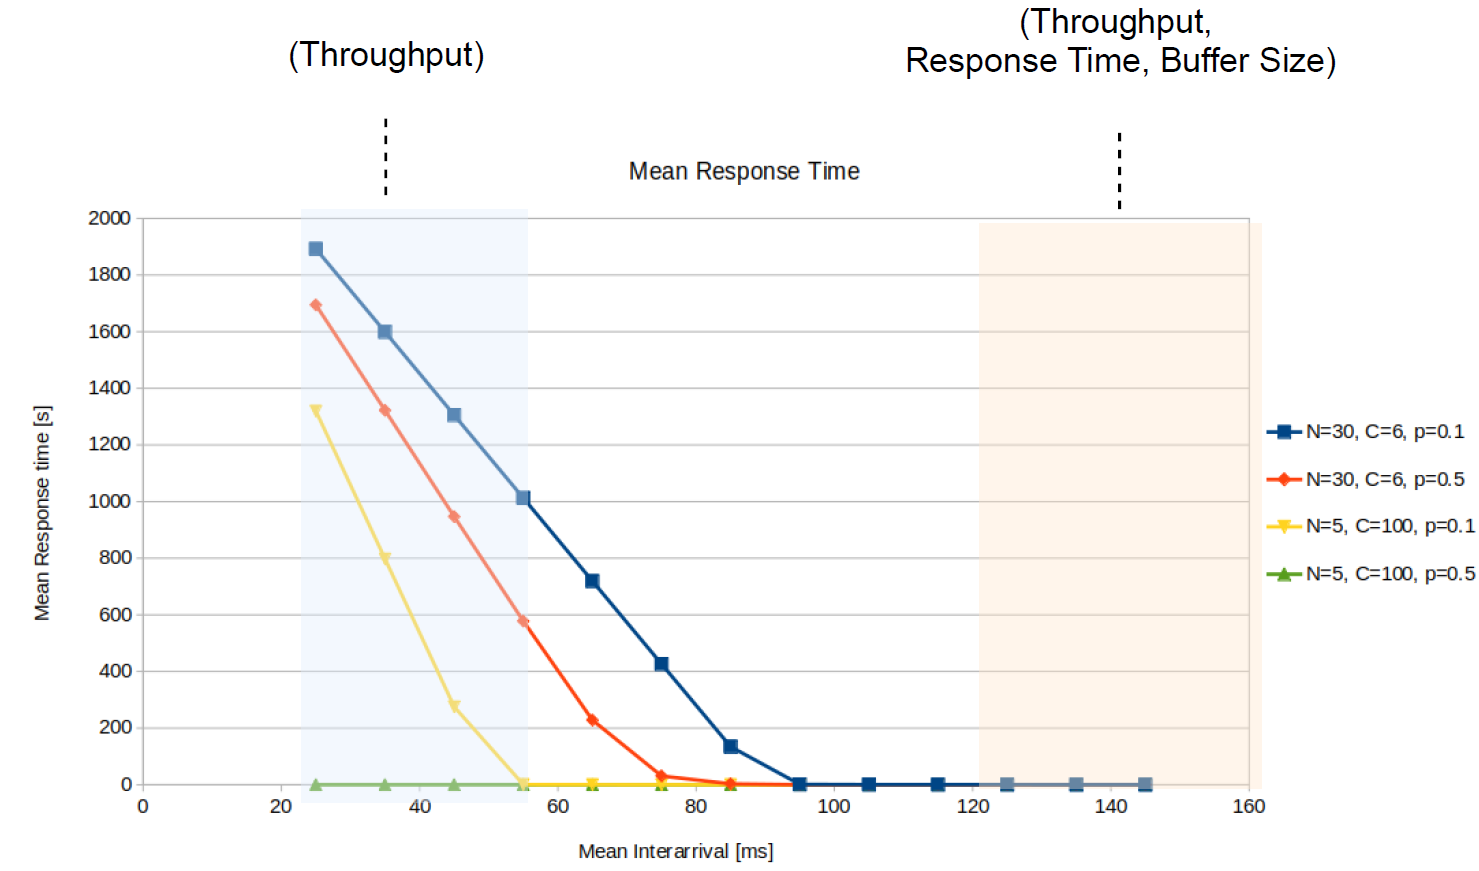 (Throughput)
(Throughput,
Response Time, Buffer Size)
Mean Response Time
2000
1800
1600
1400
1200
1000
800
600
400
200
0
Mean Response time [s]
0 20 40 60 80 100 120 140 160
Mean Interarrival [ms]
N=30, C=6, p=0.1
N=30, C=6, p=0.5
N=5, C=100, p=0.1
N=5, C=100, p=0.5